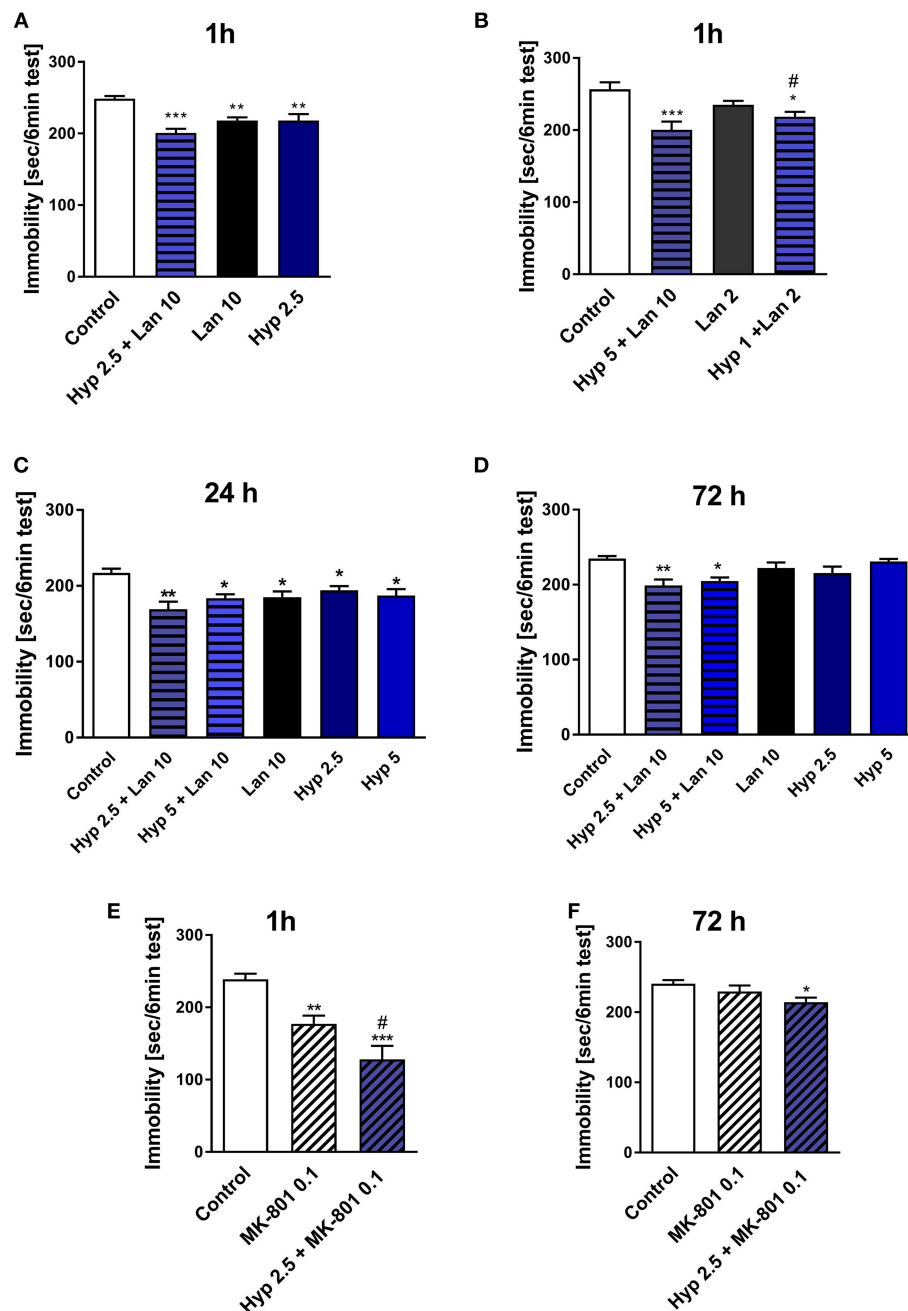 A
1h
Immobility [sec/6min test]
300
200
100
0
***
**
**
Control
Hyp 2.5 + Lan 10
Lan 10
Hyp 2.5
B
1h
Immobility [sec/6min test]
300
200
100
0
***
#
*
Control
Hyp 5 + Lan 10
Lan 2
Hyp 1 +Lan 2
C
24 h
Immobility [sec/6min test]
300
200
100
0
**
*
*
*
*
Control
Hyp 2.5 + Lan 10
Hyp 5 + Lan 10
Lan 10
Hyp 2.5
Hyp 5
D
72 h
Immobility [sec/6min test]
300
200
100
0
**
*
Control
Hyp 2.5 + Lan 10
Hyp 5 + Lan 10
Lan 10
Hyp 2.5
Hyp 5
E
1h
Immobility [sec/6min test]
300
200
100
0
**
#
***
Control
MK-801 0.1
Hyp 2.5 + MK-801 0.1
F
72 h
Immobility [sec/6min test]
300
200
100
0
*
Control
MK-801 0.1
Hyp 2.5 + MK-801 0.1